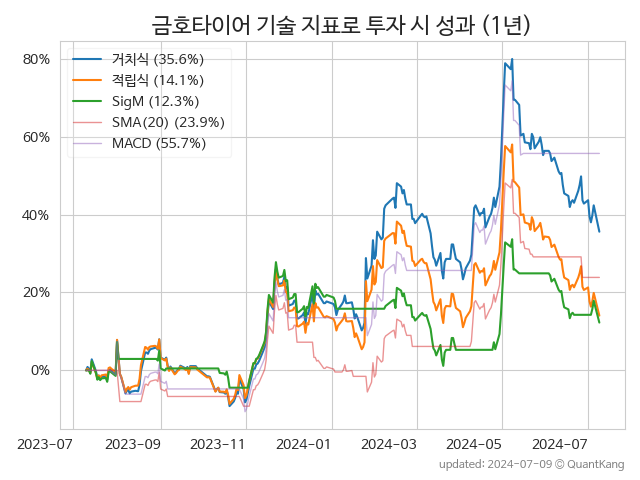 금호타이어 기술 지표로 투자 시 성과 (1년)
거치식 (35.6%)
적립식 (14.1%)
SigM (12.3%)
SMA(20) (23.9%)
MACD (55.7%)
80%
60%
40%
20%
0%
2023-07 2023-09 2023-11 2024-01 2024-03 2024-05 2024-07
updated: 2024-07-09 © QuantKang